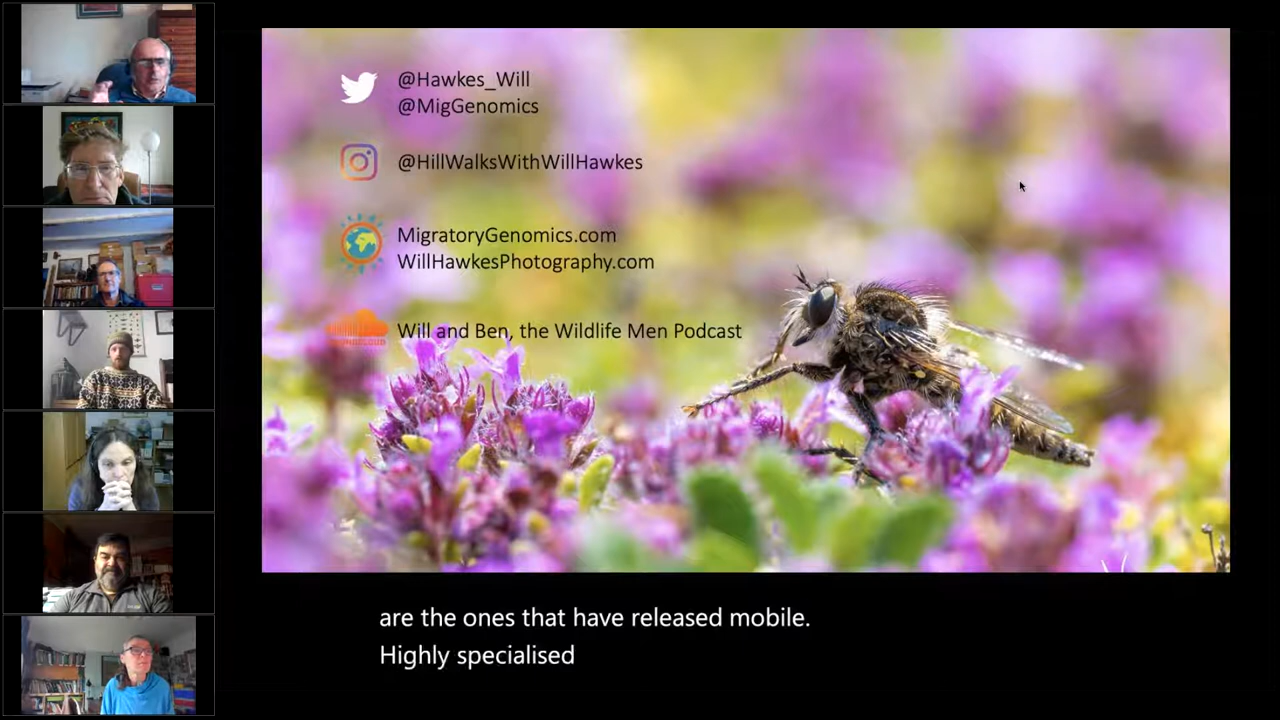 @Hawkes_Will
@MigGenomics
@HillWalksWithWillHawkes
MigratoryGenomics.com
WillHawkesPhotography.com
Will and Ben, the Wildlife Men Podcast
are the ones that have released mobile.
Highly specialised